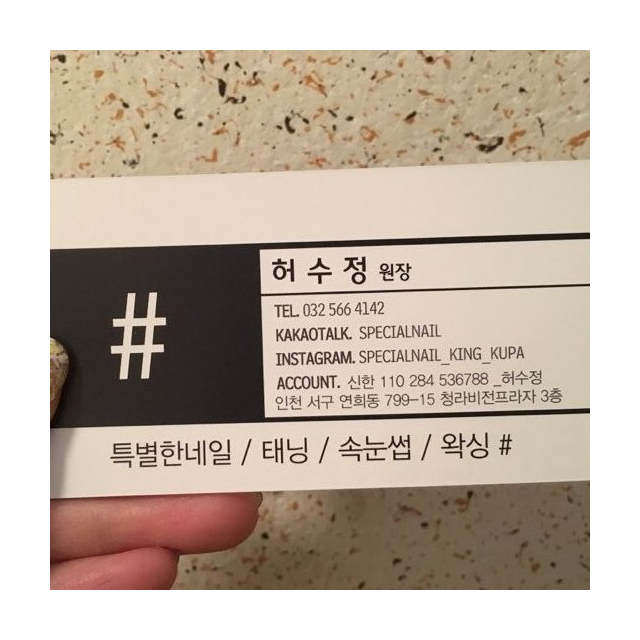 #
허수정 원장
TEL. 032 566 4142
KAKAOTALK. SPECIALNAIL
INSTAGRAM. SPECIALNAIL_KING_KUPA
ACCOUNT. 신한 110 284 536788 _허수정
인천 서구 연희동 799-15 청라비전프라자 3층
특별한네일 / 태닝 / 속눈썹 / 왁싱 #